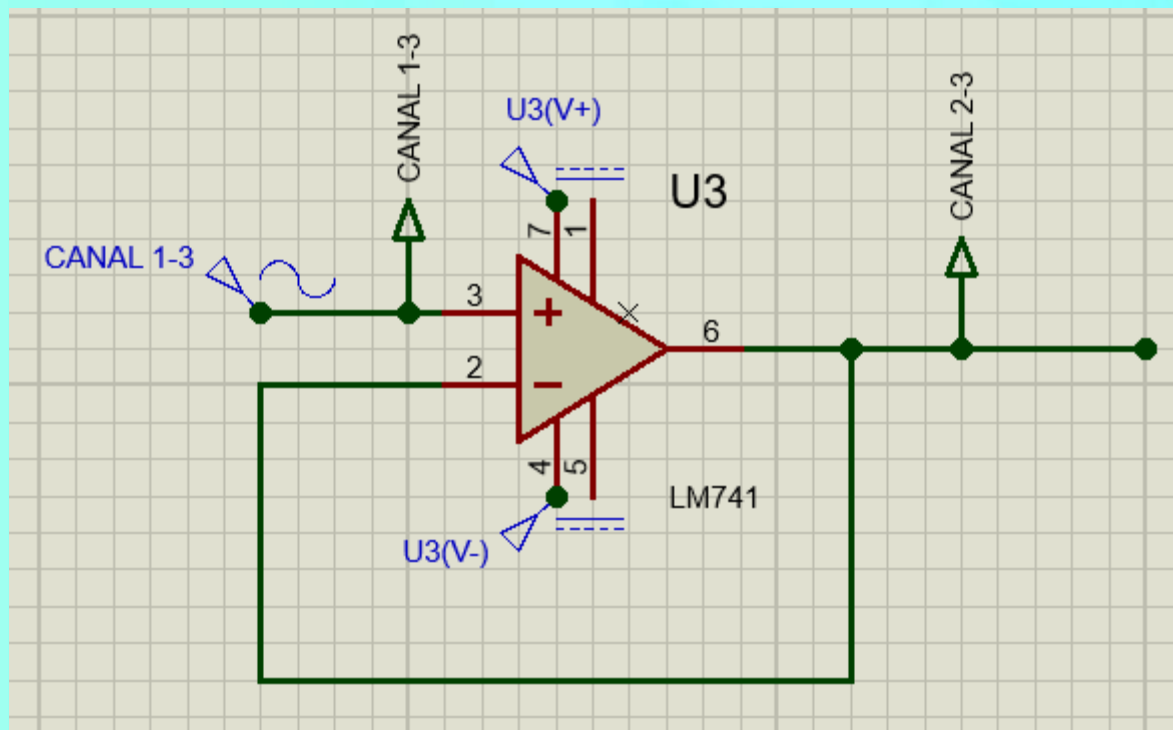 CANAL 1-3
CANAL 2-3
U3(V+)
U3
CANAL 1-3
7
1
3
+
6
2
−
4
5
LM741
U3(V-)